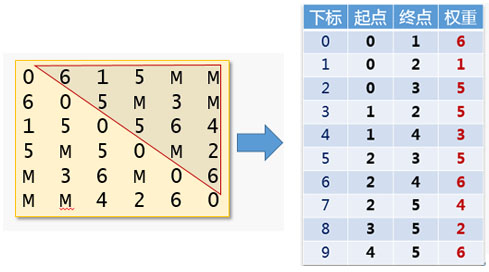 0 6 1 5 M M
6 0 5 M 3 M
1 5 0 5 6 4
5 M 5 0 M 2
M 3 6 M 0 6
M M 4 2 6 0
下标 起点 终点 权重
0 0 1 6
1 0 2 1
2 0 3 5
3 1 2 5
4 1 4 3
5 2 3 5
6 2 4 6
7 2 5 4
8 3 5 2
9 4 5 6